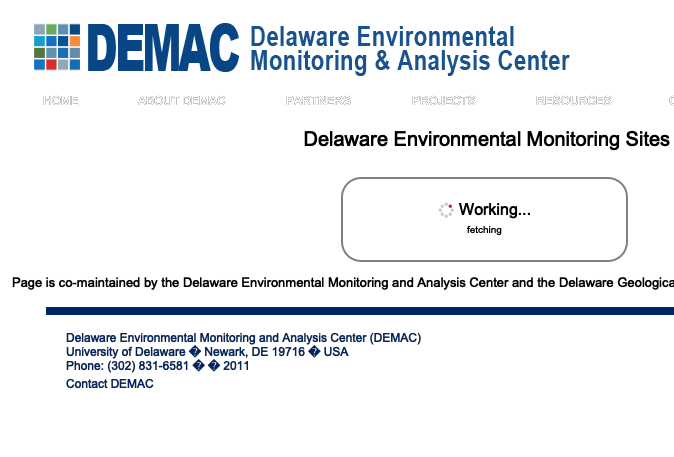 DEMAC
Delaware Environmental
Monitoring & Analysis Center
HOME ABOUT DEMAC PARTNERS PROJECTS RESOURCES
Delaware Environmental Monitoring Sites
Working...
fetching
Page is co-maintained by the Delaware Environmental Monitoring and Analysis Center and the Delaware Geologica
Delaware Environmental Monitoring and Analysis Center (DEMAC)
University of Delaware � Newark, DE 19716 � USA
Phone: (302) 831-6581 � � 2011
Contact DEMAC